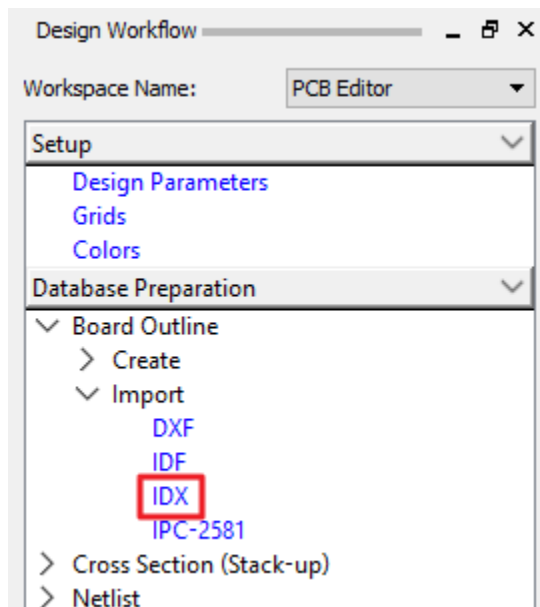 Design Workflow
Workspace Name: PCB Editor
Setup
Design Parameters
Grids
Colors
Database Preparation
Board Outline
Create
Import
DXF
IDF
IDX
IPC-2581
Cross Section (Stack-up)
Netlist